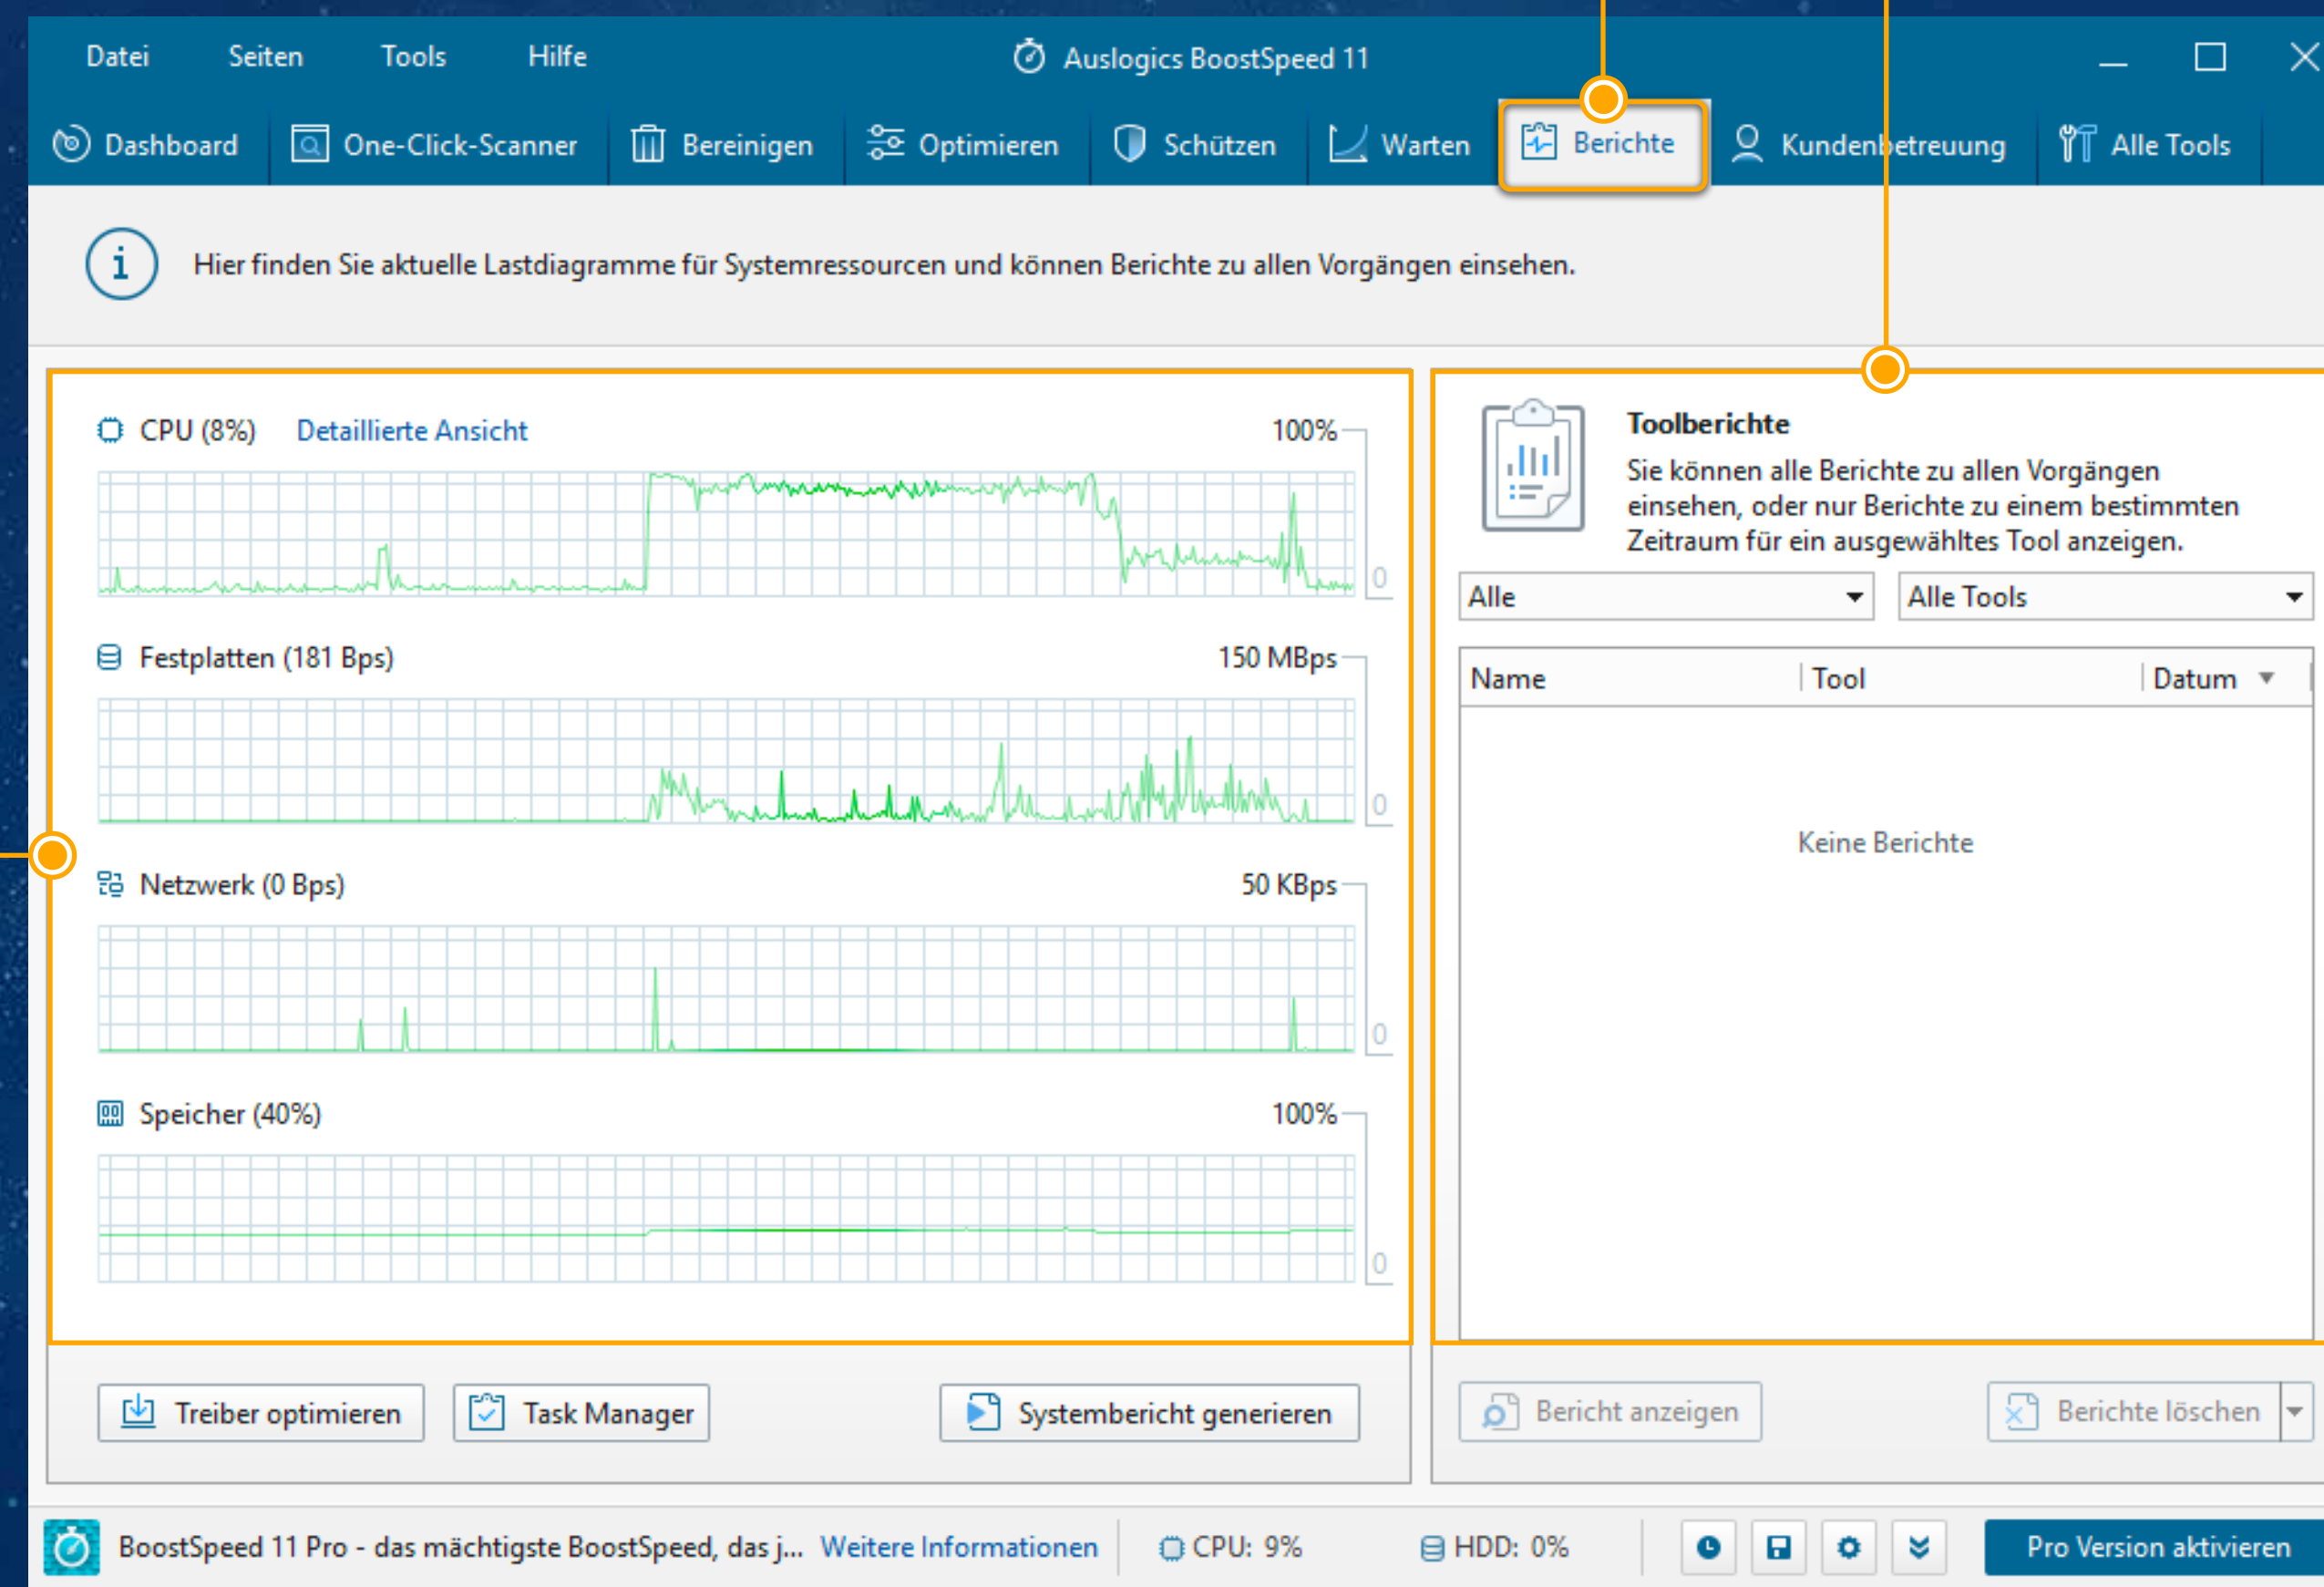 Datei Seiten Tools Hilfe Auslogics BoostSpeed 11
Dashboard One-Click-Scanner Bereinigen Optimieren Schützen Warten Berichte Kundenbetreuung Alle Tools
Hier finden Sie aktuelle Lastdiagramme für Systemressourcen und können Berichte zu allen Vorgängen einsehen.
CPU (8%) Detaillierte Ansicht 100%
0
Festplatten (181 Bps) 150 MBps
0
Netzwerk (0 Bps) 50 KBps
0
Speicher (40%) 100%
0
Treiber optimieren Task Manager Systembericht generieren
Toolberichte
Sie können alle Berichte zu allen Vorgängen
einsehen, oder nur Berichte zu einem bestimmten
Zeitraum für ein ausgewähltes Tool anzeigen.
Alle Alle Tools
Name Tool Datum
Keine Berichte
Bericht anzeigen Berichte löschen
BoostSpeed 11 Pro - das mächtigste BoostSpeed, das j... Weitere Informationen CPU: 9% HDD: 0% Pro Version aktivieren